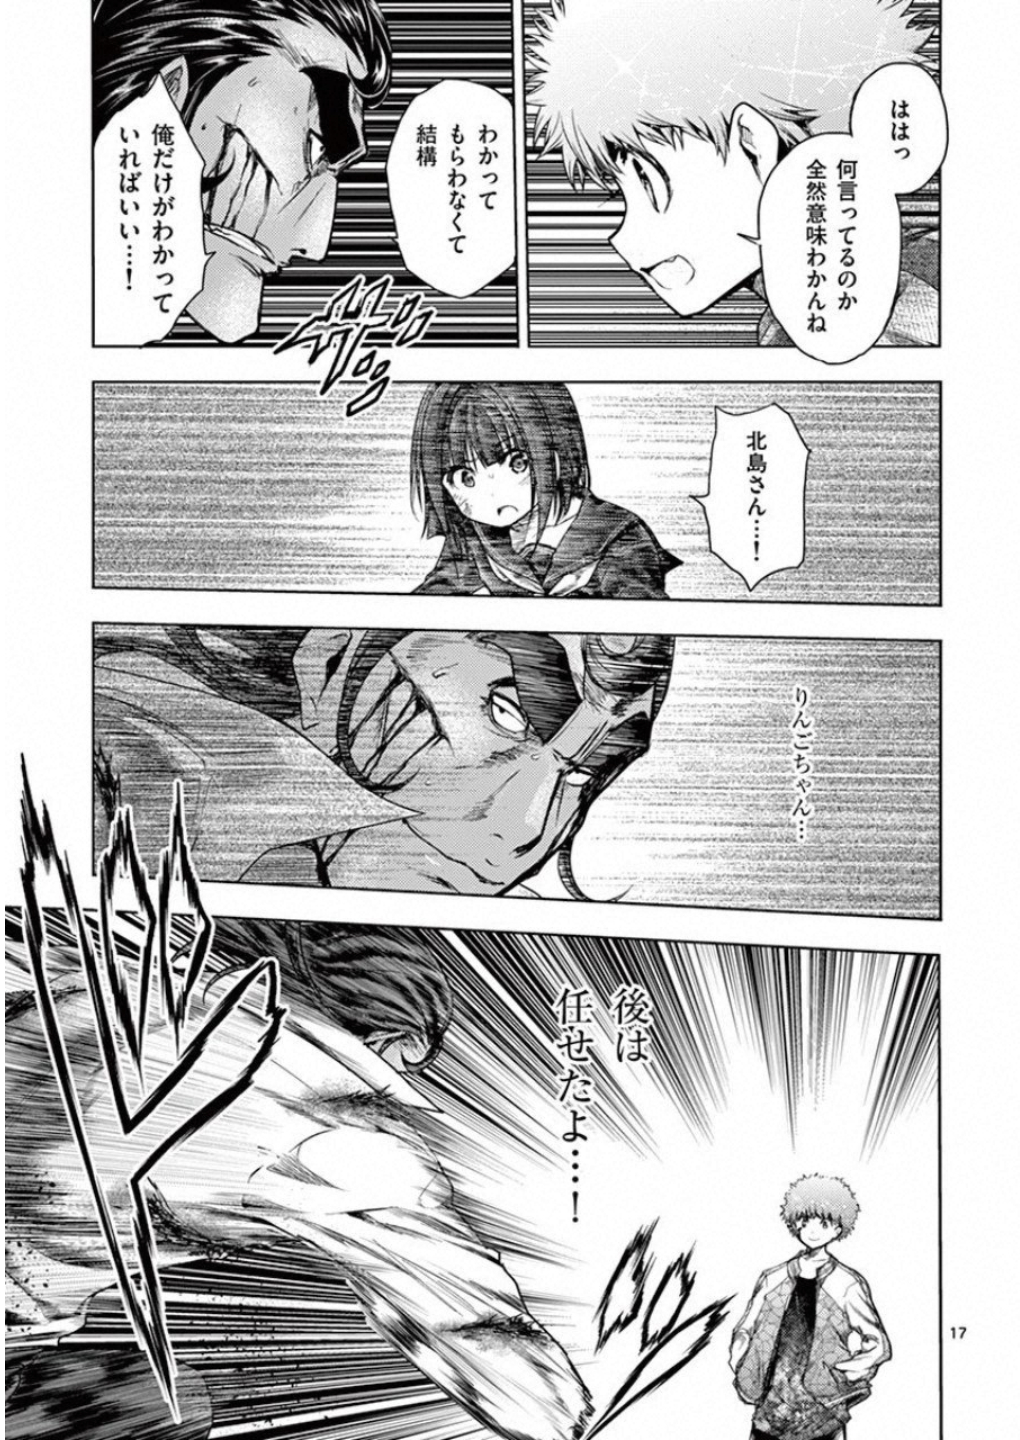 ははっ
何言ってるのか
全然意味わかんね
わかって
もらわなくて
結構
俺だけがわかって
いればいい…！
北島さん…！
りんごちゃん…
後は
任せたよ…！
17